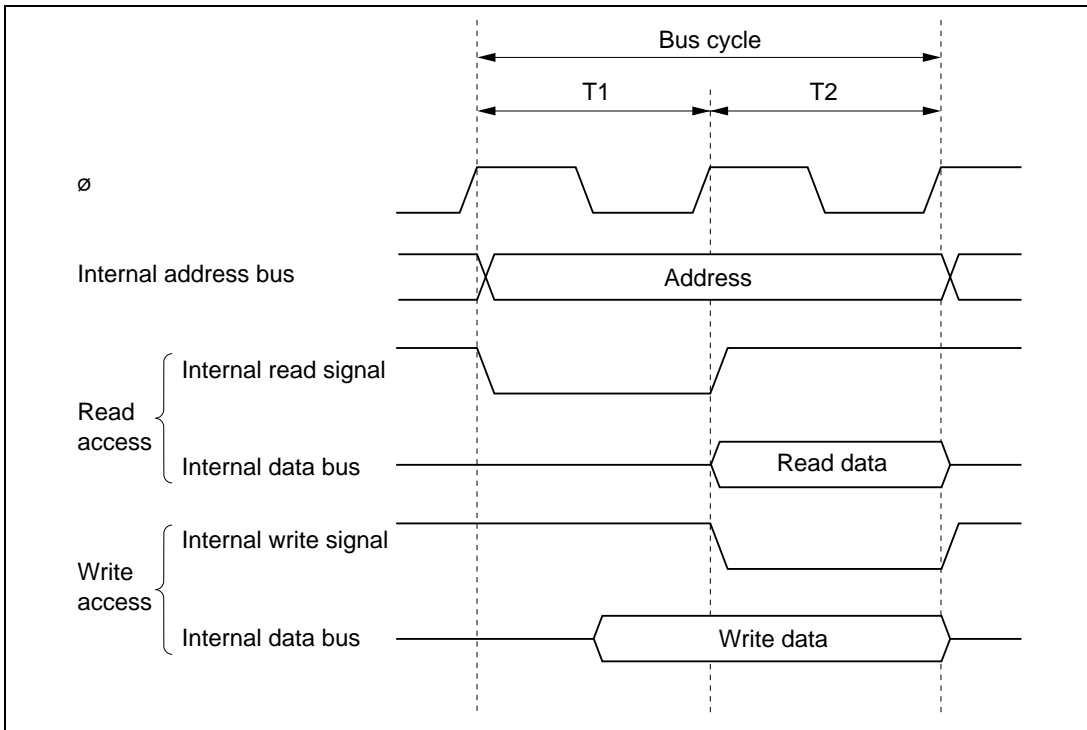 Bus cycle
T1 T2
ø
Internal address bus Address
Internal read signal
Read
access
Internal data bus Read data
Internal write signal
Write
access
Internal data bus Write data